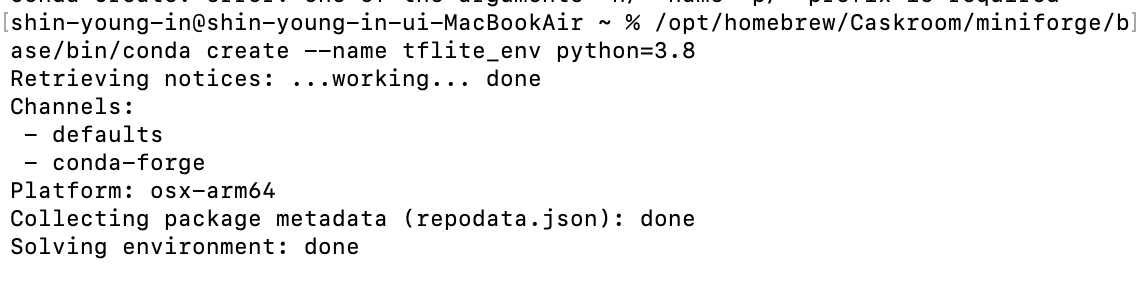 [shin-young-in@shin-young-in-ui-MacBookAir ~ % /opt/homebrew/Caskroom/miniforge/b]
ase/bin/conda create --name tflite_env python=3.8
Retrieving notices: ...working... done
Channels:
 - defaults
 - conda-forge
Platform: osx-arm64
Collecting package metadata (repodata.json): done
Solving environment: done